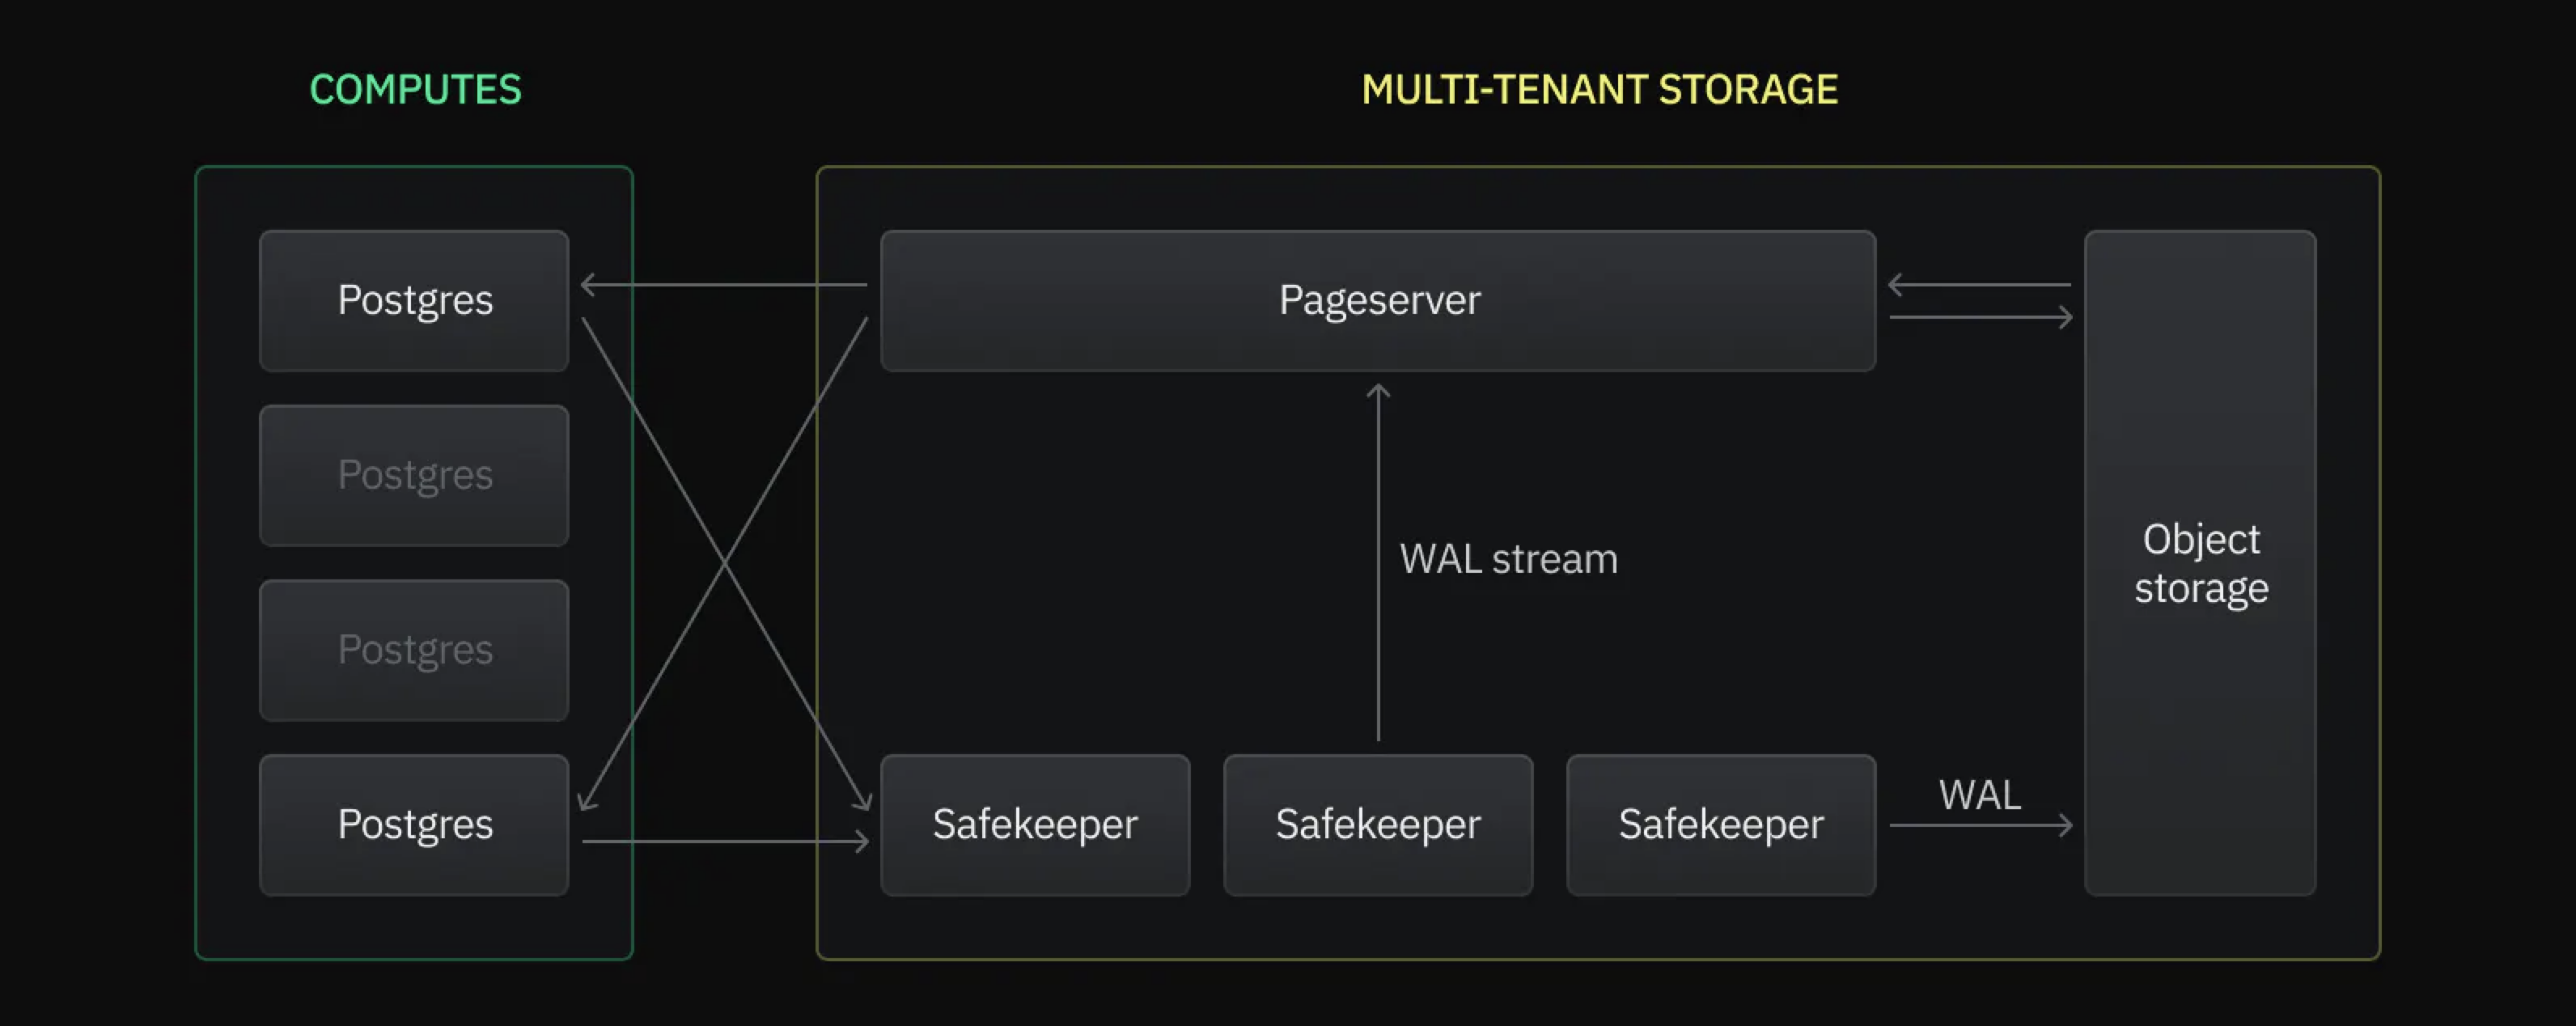 COMPUTES
MULTI-TENANT STORAGE
Postgres
Pageserver
Postgres
WAL stream
Object
storage
Postgres
Postgres
Safekeeper
Safekeeper
Safekeeper
WAL